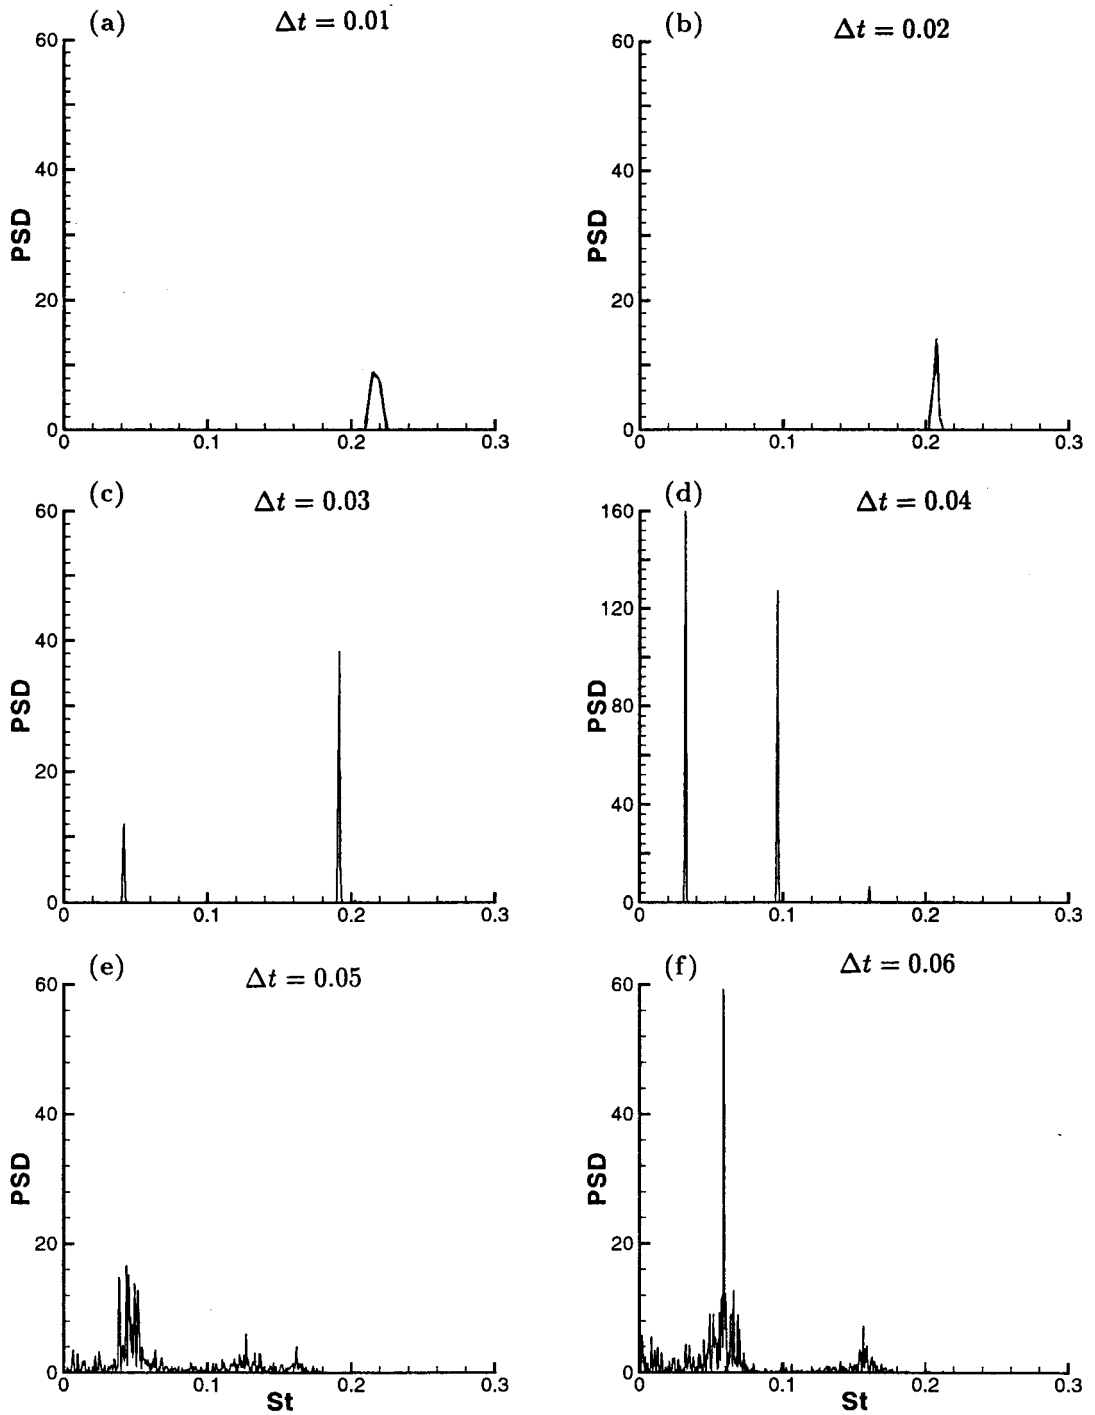 (a) Δt = 0.01
(b) Δt = 0.02
60
40
20
0
PSD
0 0.1 0.2 0.3
60
40
20
0
PSD
0 0.1 0.2 0.3
(c) Δt = 0.03
(d) Δt = 0.04
60
40
20
0
PSD
0 0.1 0.2 0.3
160
120
80
40
0
PSD
0 0.1 0.2 0.3
(e) Δt = 0.05
(f) Δt = 0.06
60
40
20
0
PSD
0 0.1 0.2 0.3
St
60
40
20
0
PSD
0 0.1 0.2 0.3
St